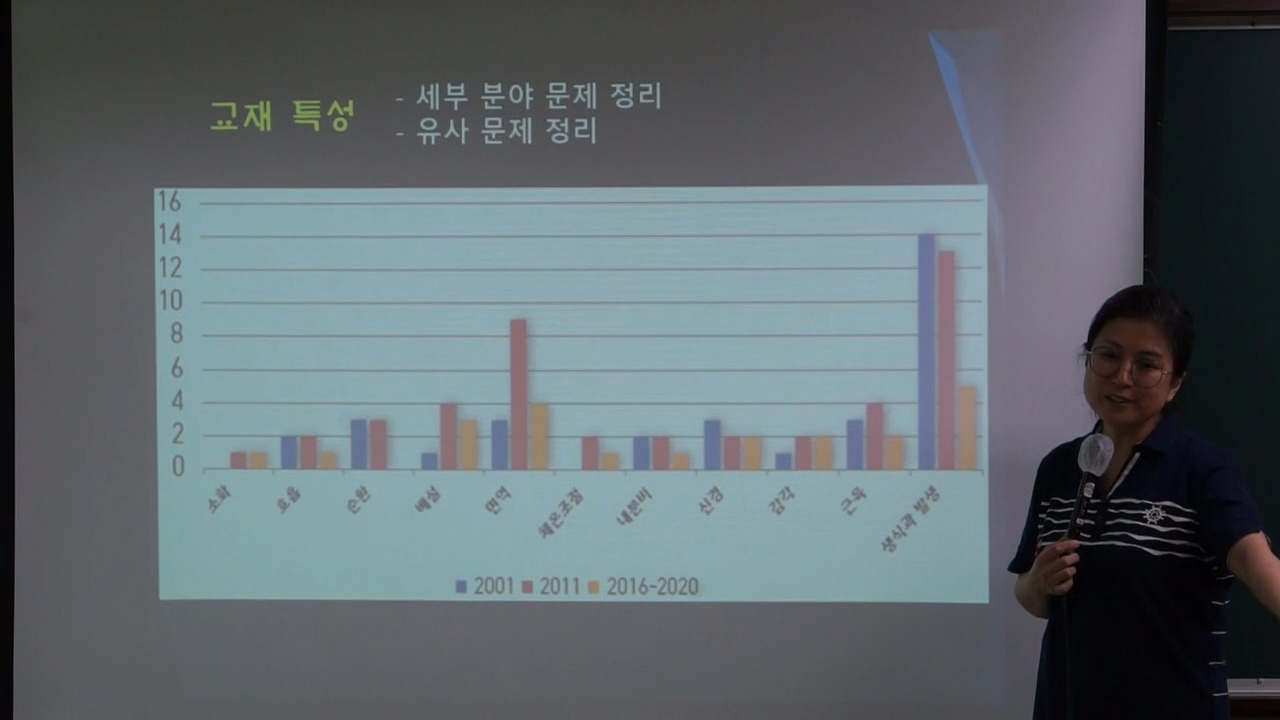 교재 특성
- 세부 분야 문제 정리
- 유사 문제 정리
16
14
12
10
8
6
4
2
0
소화
호흡
순환
배설
면역
체온조절
내분비
신경
감각
근육
생식과 발생
2001
2011
2016-2020